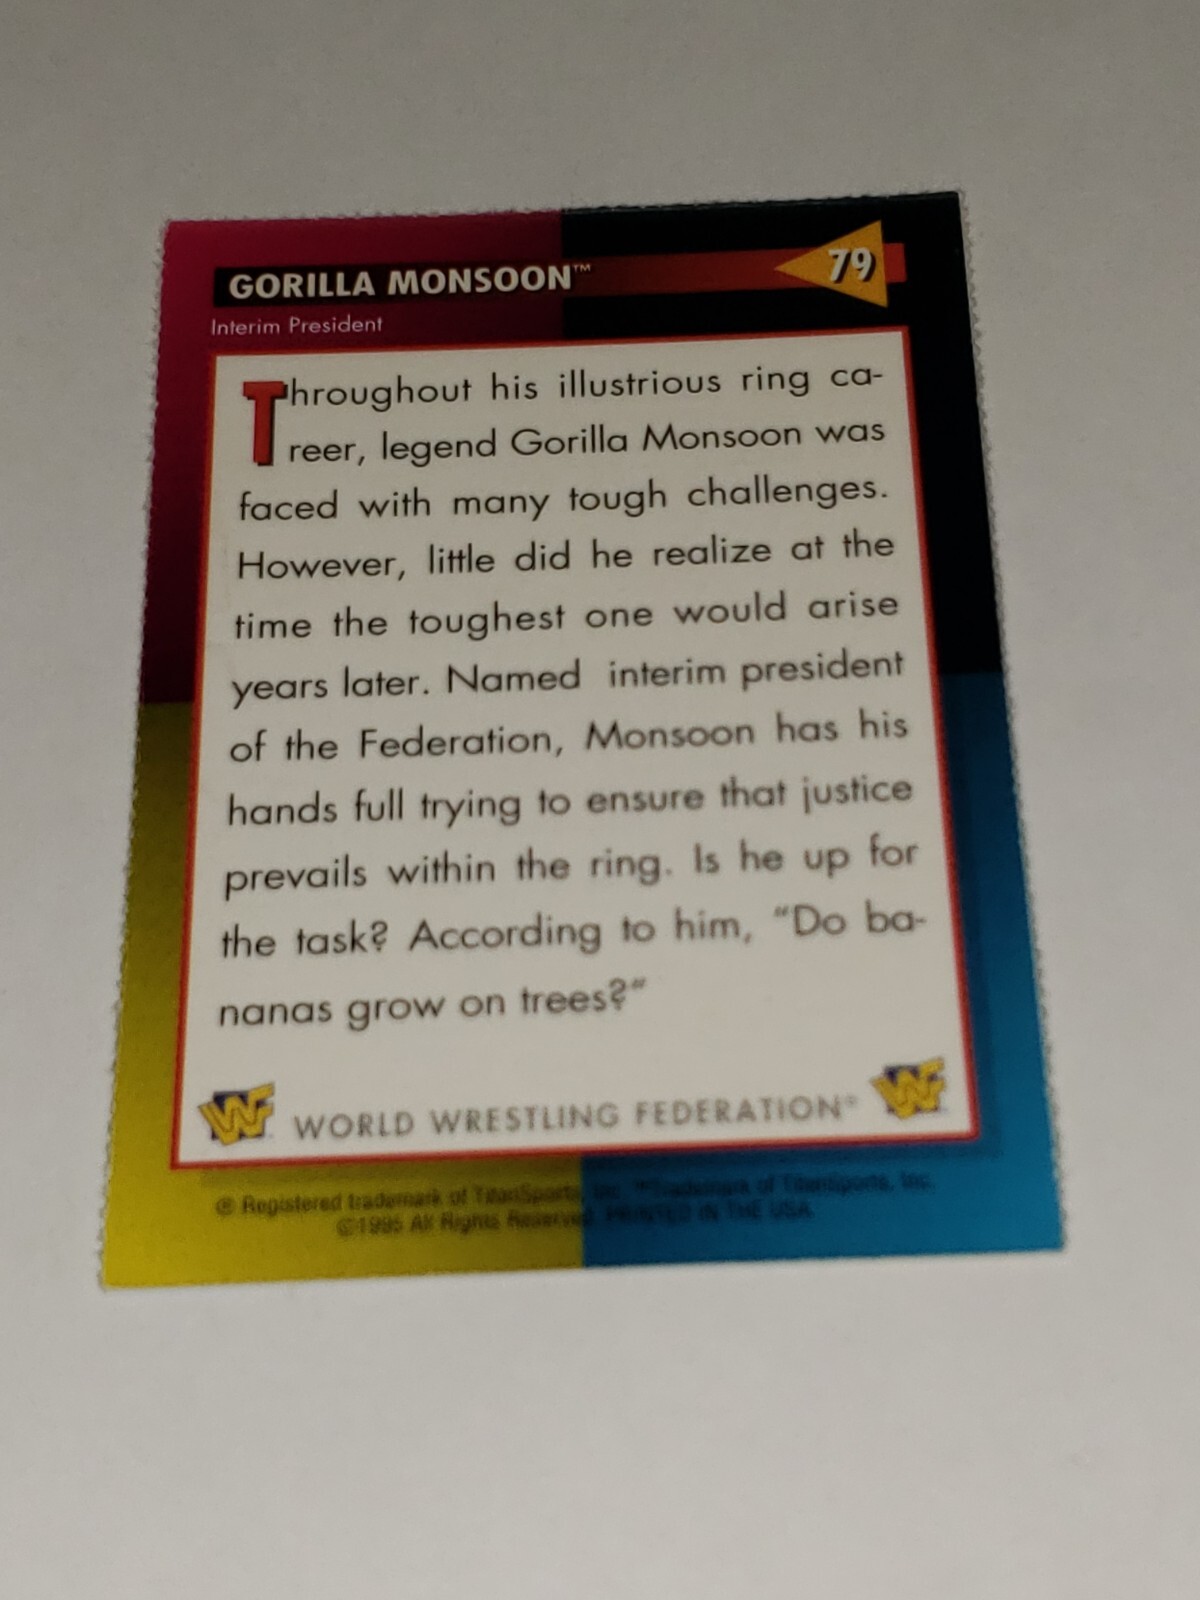 GORILLA MONSOON™
79
Interim President
Throughout his illustrious ring ca-
reer, legend Gorilla Monsoon was
faced with many tough challenges.
However, little did he realize at the
time the toughest one would arise
years later. Named interim president
of the Federation, Monsoon has his
hands full trying to ensure that justice
prevails within the ring. Is he up for
the task? According to him, "Do ba-
nanas grow on trees?"
WF WORLD WRESTLING FEDERATION® WF
® Registered trademark of TitanSports, Inc. ™Trademark of TitanSports, Inc.
©1995 All Rights Reserved. PRINTED IN THE USA